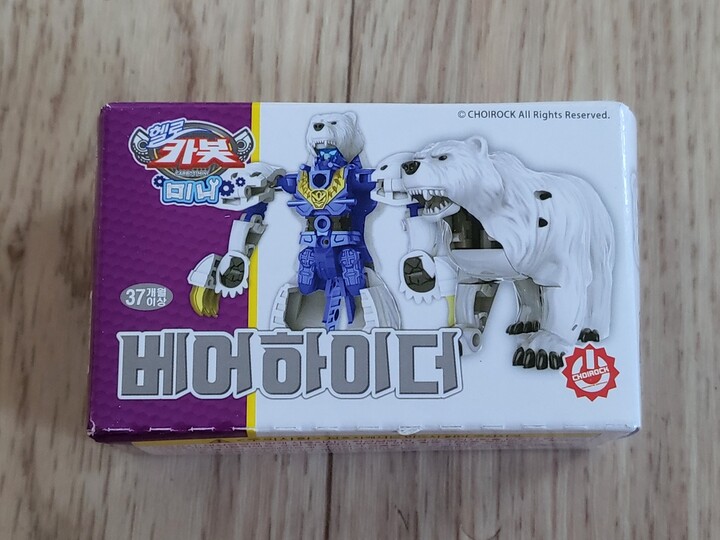 © CHOIROCK All Rights Reserved.
헬로
카봇
미니
37개월
이상
베어하이더
CHOIROCK